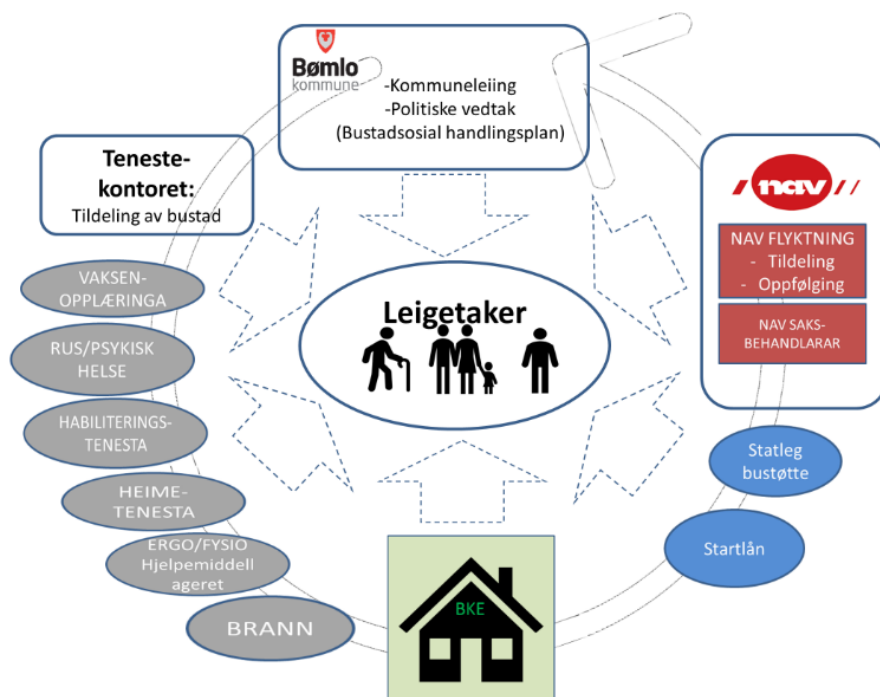 Bømlo
kommune
-Kommuneleiing
-Politiske vedtak
(Bustadsosial handlingsplan)
Teneste-
kontoret:
Tildeling av bustad
nav
NAV FLYKTNING
- Tildeling
- Oppfølging
NAV SAKS-
BEHANDLARAR
VAKSEN-
OPPLÆRINGA
RUS/PSYKISK
HELSE
HABILITERINGS-
TENESTA
HEIME-
TENESTA
ERGO/FYSIO
Hjelpemiddell
ageret
BRANN
Leigetaker
Statleg
bustøtte
Startlån
BKE